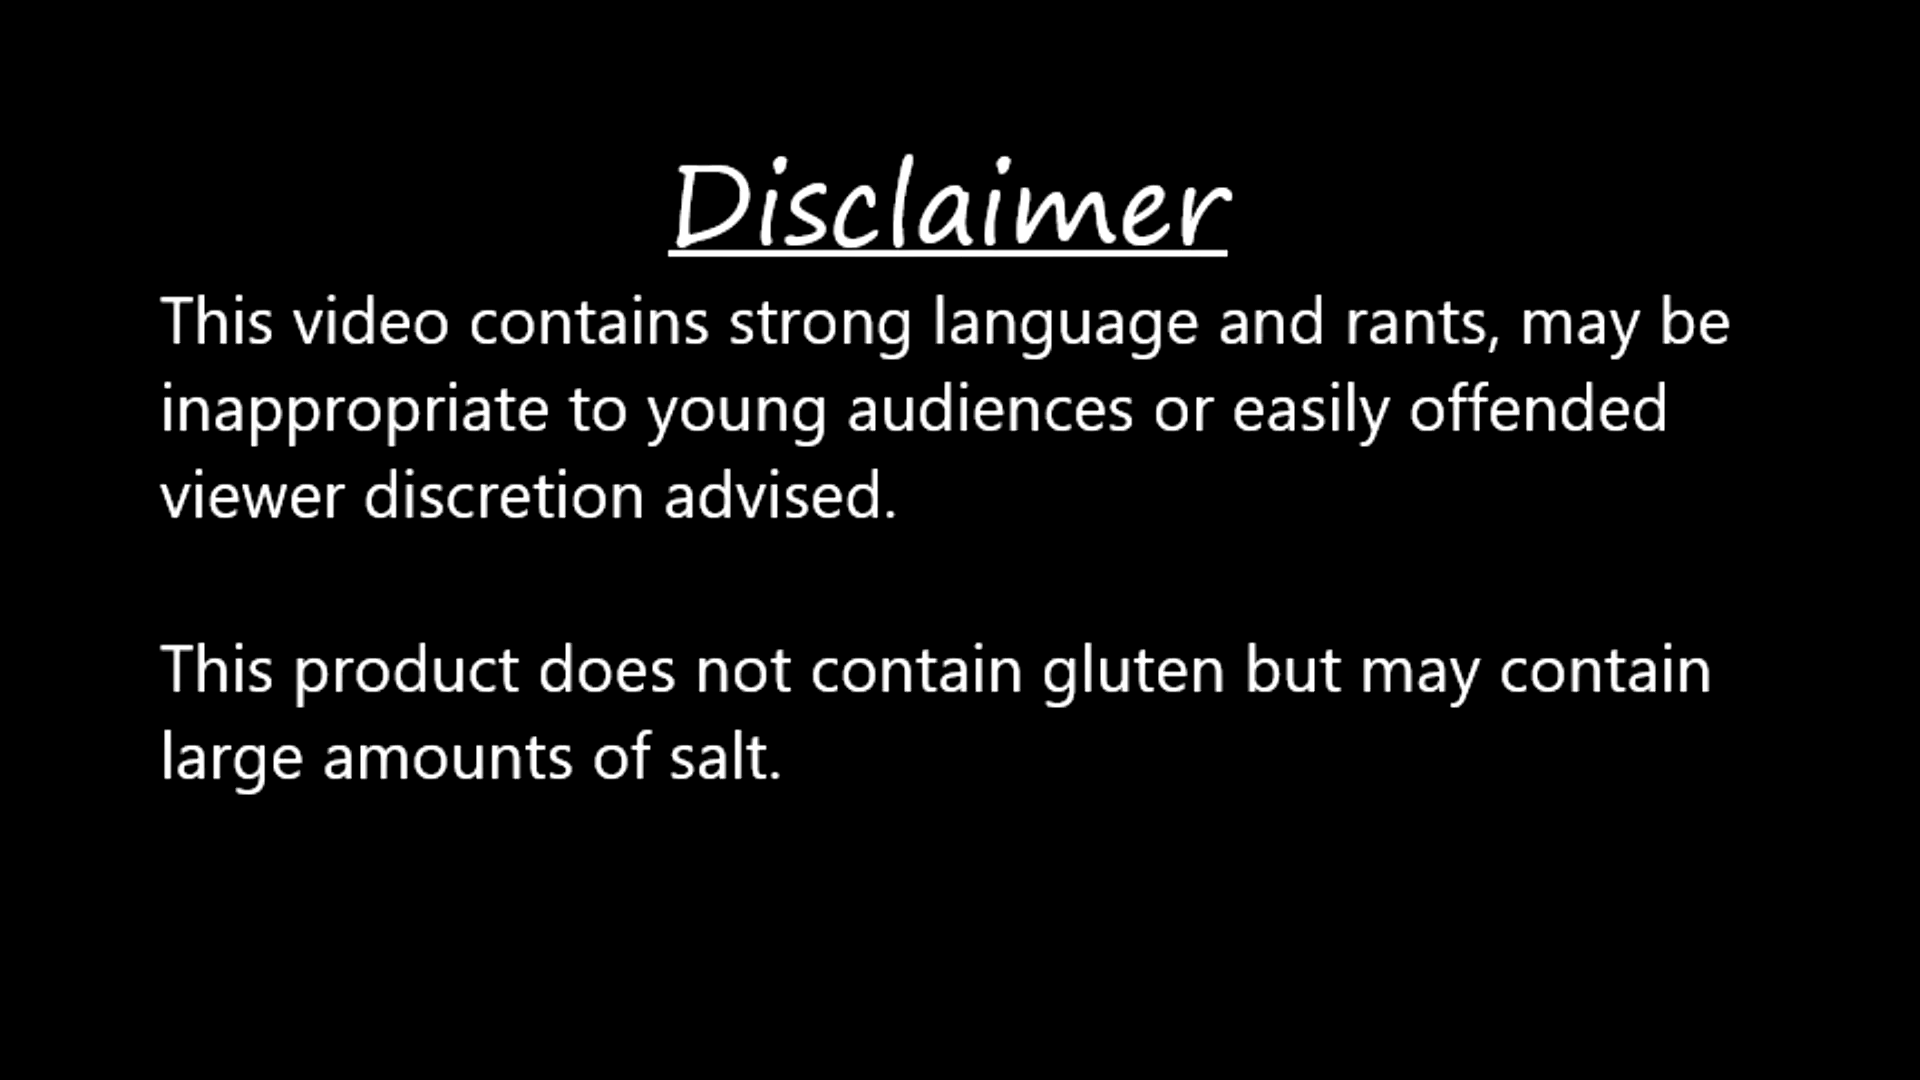 Disclaimer
This video contains strong language and rants, may be
inappropriate to young audiences or easily offended
viewer discretion advised.
This product does not contain gluten but may contain
large amounts of salt.